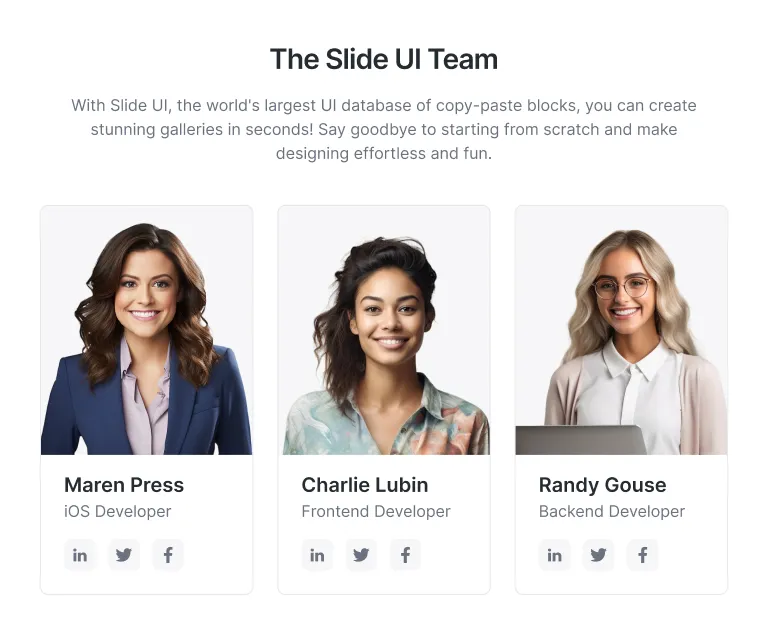 The Slide UI Team
With Slide UI, the world's largest UI database of copy-paste blocks, you can create
stunning galleries in seconds! Say goodbye to starting from scratch and make
designing effortless and fun.
Maren Press
iOS Developer
in
Charlie Lubin
Frontend Developer
in
Randy Gouse
Backend Developer
in